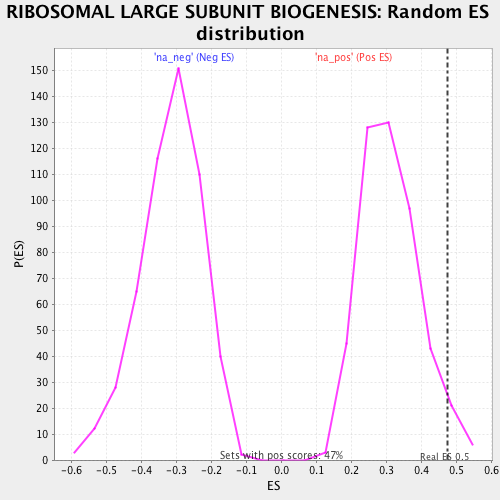 RIBOSOMAL LARGE SUBUNIT BIOGENESIS: Random ES
distribution
'na_neg' (Neg ES)
'na_pos' (Pos ES)
150
140
130
120
110
100
90
80
70
60
50
40
30
20
10
0
P(ES)
Sets with pos scores: 47%
Real ES 0.5
-0.6 -0.5 -0.4 -0.3 -0.2 -0.1 0.0 0.1 0.2 0.3 0.4 0.5 0.6
ES